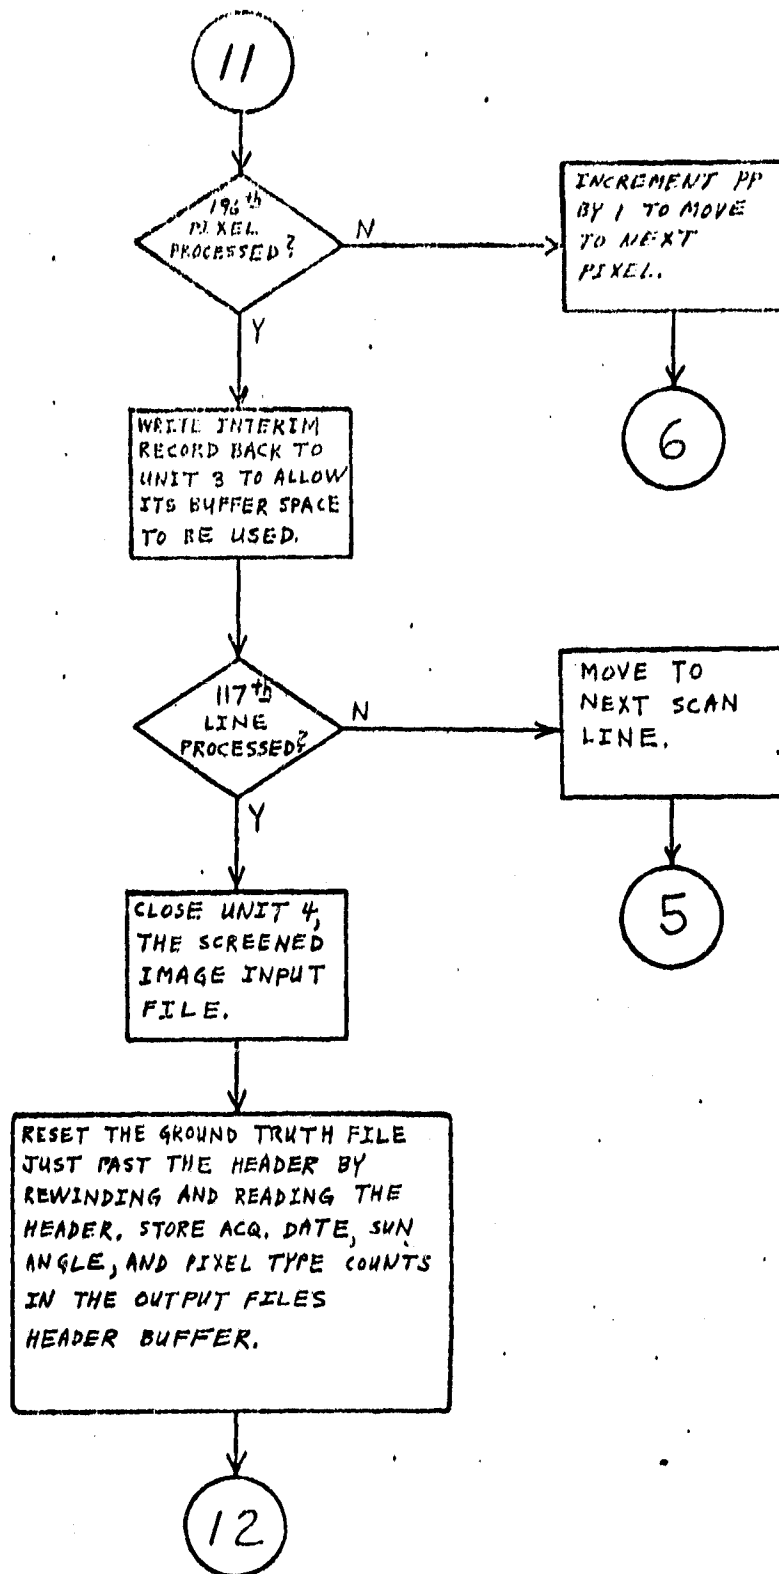 11
196th
PIXEL
PROCESSED?
N
INCREMENT PP
BY 1 TO MOVE
TO NEXT
PIXEL.
6
Y
WRITE INTERIM
RECORD BACK TO
UNIT 3 TO ALLOW
ITS BUFFER SPACE
TO BE USED.
117th
LINE
PROCESSED?
N
MOVE TO
NEXT SCAN
LINE.
5
Y
CLOSE UNIT 4,
THE SCREENED
IMAGE INPUT
FILE.
RESET THE GROUND TRUTH FILE
JUST PAST THE HEADER BY
REWINDING AND READING THE
HEADER. STORE ACQ. DATE, SUN
ANGLE, AND PIXEL TYPE COUNTS
IN THE OUTPUT FILES
HEADER BUFFER.
12